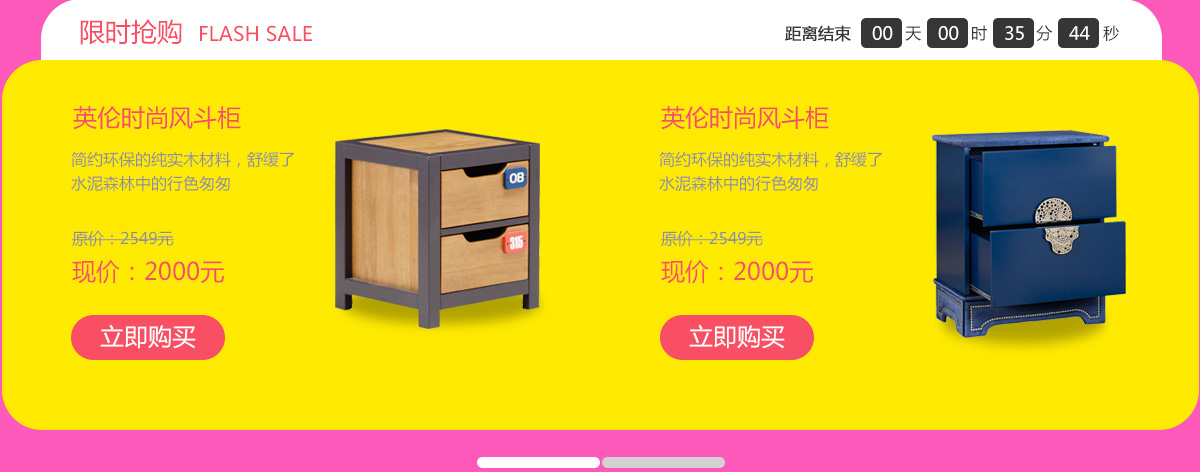 限时抢购 FLASH SALE
距离结束 00 天 00 时 35 分 44 秒
英伦时尚风斗柜
简约环保的纯实木材料，舒缓了
水泥森林中的行色匆匆
原价：2549元
现价：2000元
立即购买
08
315
英伦时尚风斗柜
简约环保的纯实木材料，舒缓了
水泥森林中的行色匆匆
原价：2549元
现价：2000元
立即购买